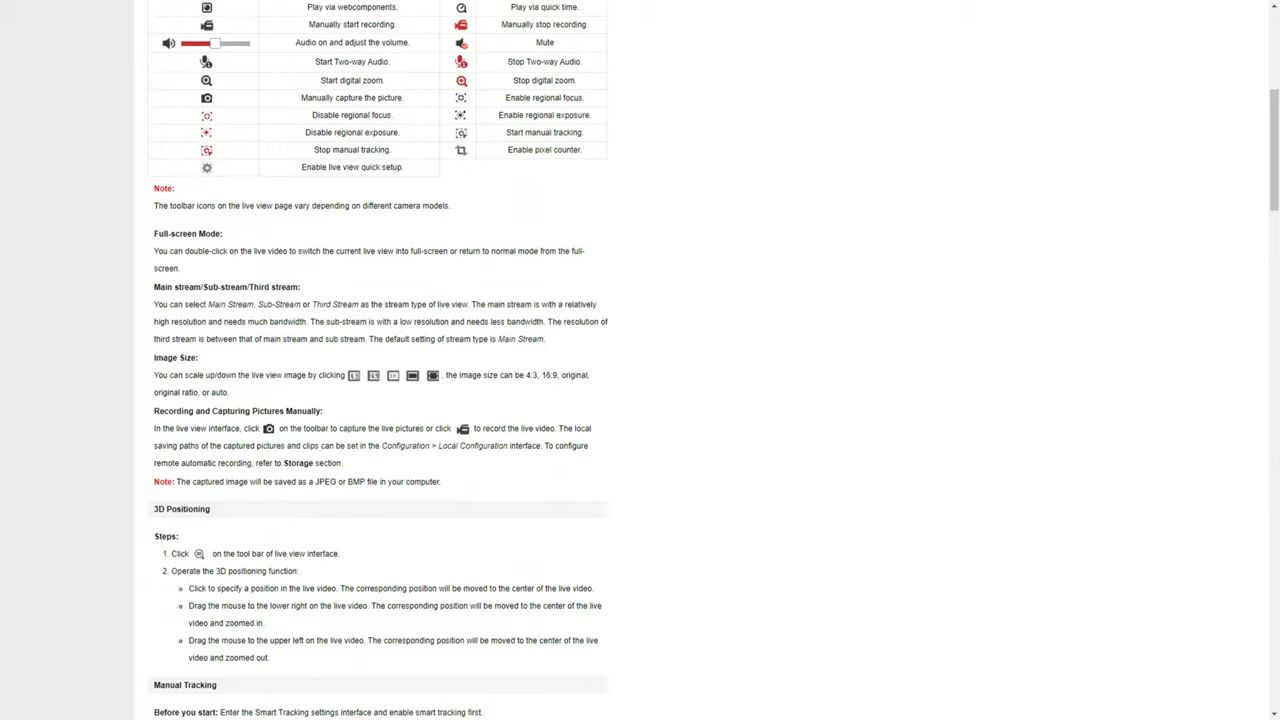 Play via webcomponents. Play via quick time.
Manually start recording. Manually stop recording.
Audio on and adjust the volume. Mute
Start Two-way Audio. Stop Two-way Audio.
Start digital zoom. Stop digital zoom.
Manually capture the picture. Enable regional focus.
Disable regional focus. Enable regional exposure.
Disable regional exposure. Start manual tracking.
Stop manual tracking. Enable pixel counter.
Enable live view quick setup.
Note:
The toolbar icons on the live view page vary depending on different camera models.
Full-screen Mode:
You can double-click on the live video to switch the current live view into full-screen or return to normal mode from the full-
screen.
Main stream/Sub-stream/Third stream:
You can select Main Stream, Sub-Stream or Third Stream as the stream type of live view. The main stream is with a relatively
high resolution and needs much bandwidth. The sub-stream is with a low resolution and needs less bandwidth. The resolution of
third stream is between that of main stream and sub stream. The default setting of stream type is Main Stream.
Image Size:
You can scale up/down the live view image by clicking , the image size can be 4:3, 16:9, original,
original ratio, or auto.
Recording and Capturing Pictures Manually:
In the live view interface, click on the toolbar to capture the live pictures or click to record the live video. The local
saving paths of the captured pictures and clips can be set in the Configuration > Local Configuration interface. To configure
remote automatic recording, refer to Storage section.
Note: The captured image will be saved as a JPEG or BMP file in your computer.
3D Positioning
Steps:
1. Click on the tool bar of live view interface.
2. Operate the 3D positioning function:
Click to specify a position in the live video. The corresponding position will be moved to the center of the live video.
Drag the mouse to the lower right on the live video. The corresponding position will be moved to the center of the live
video and zoomed in.
Drag the mouse to the upper left on the live video. The corresponding position will be moved to the center of the live
video and zoomed out.
Manual Tracking
Before you start: Enter the Smart Tracking settings interface and enable smart tracking first.